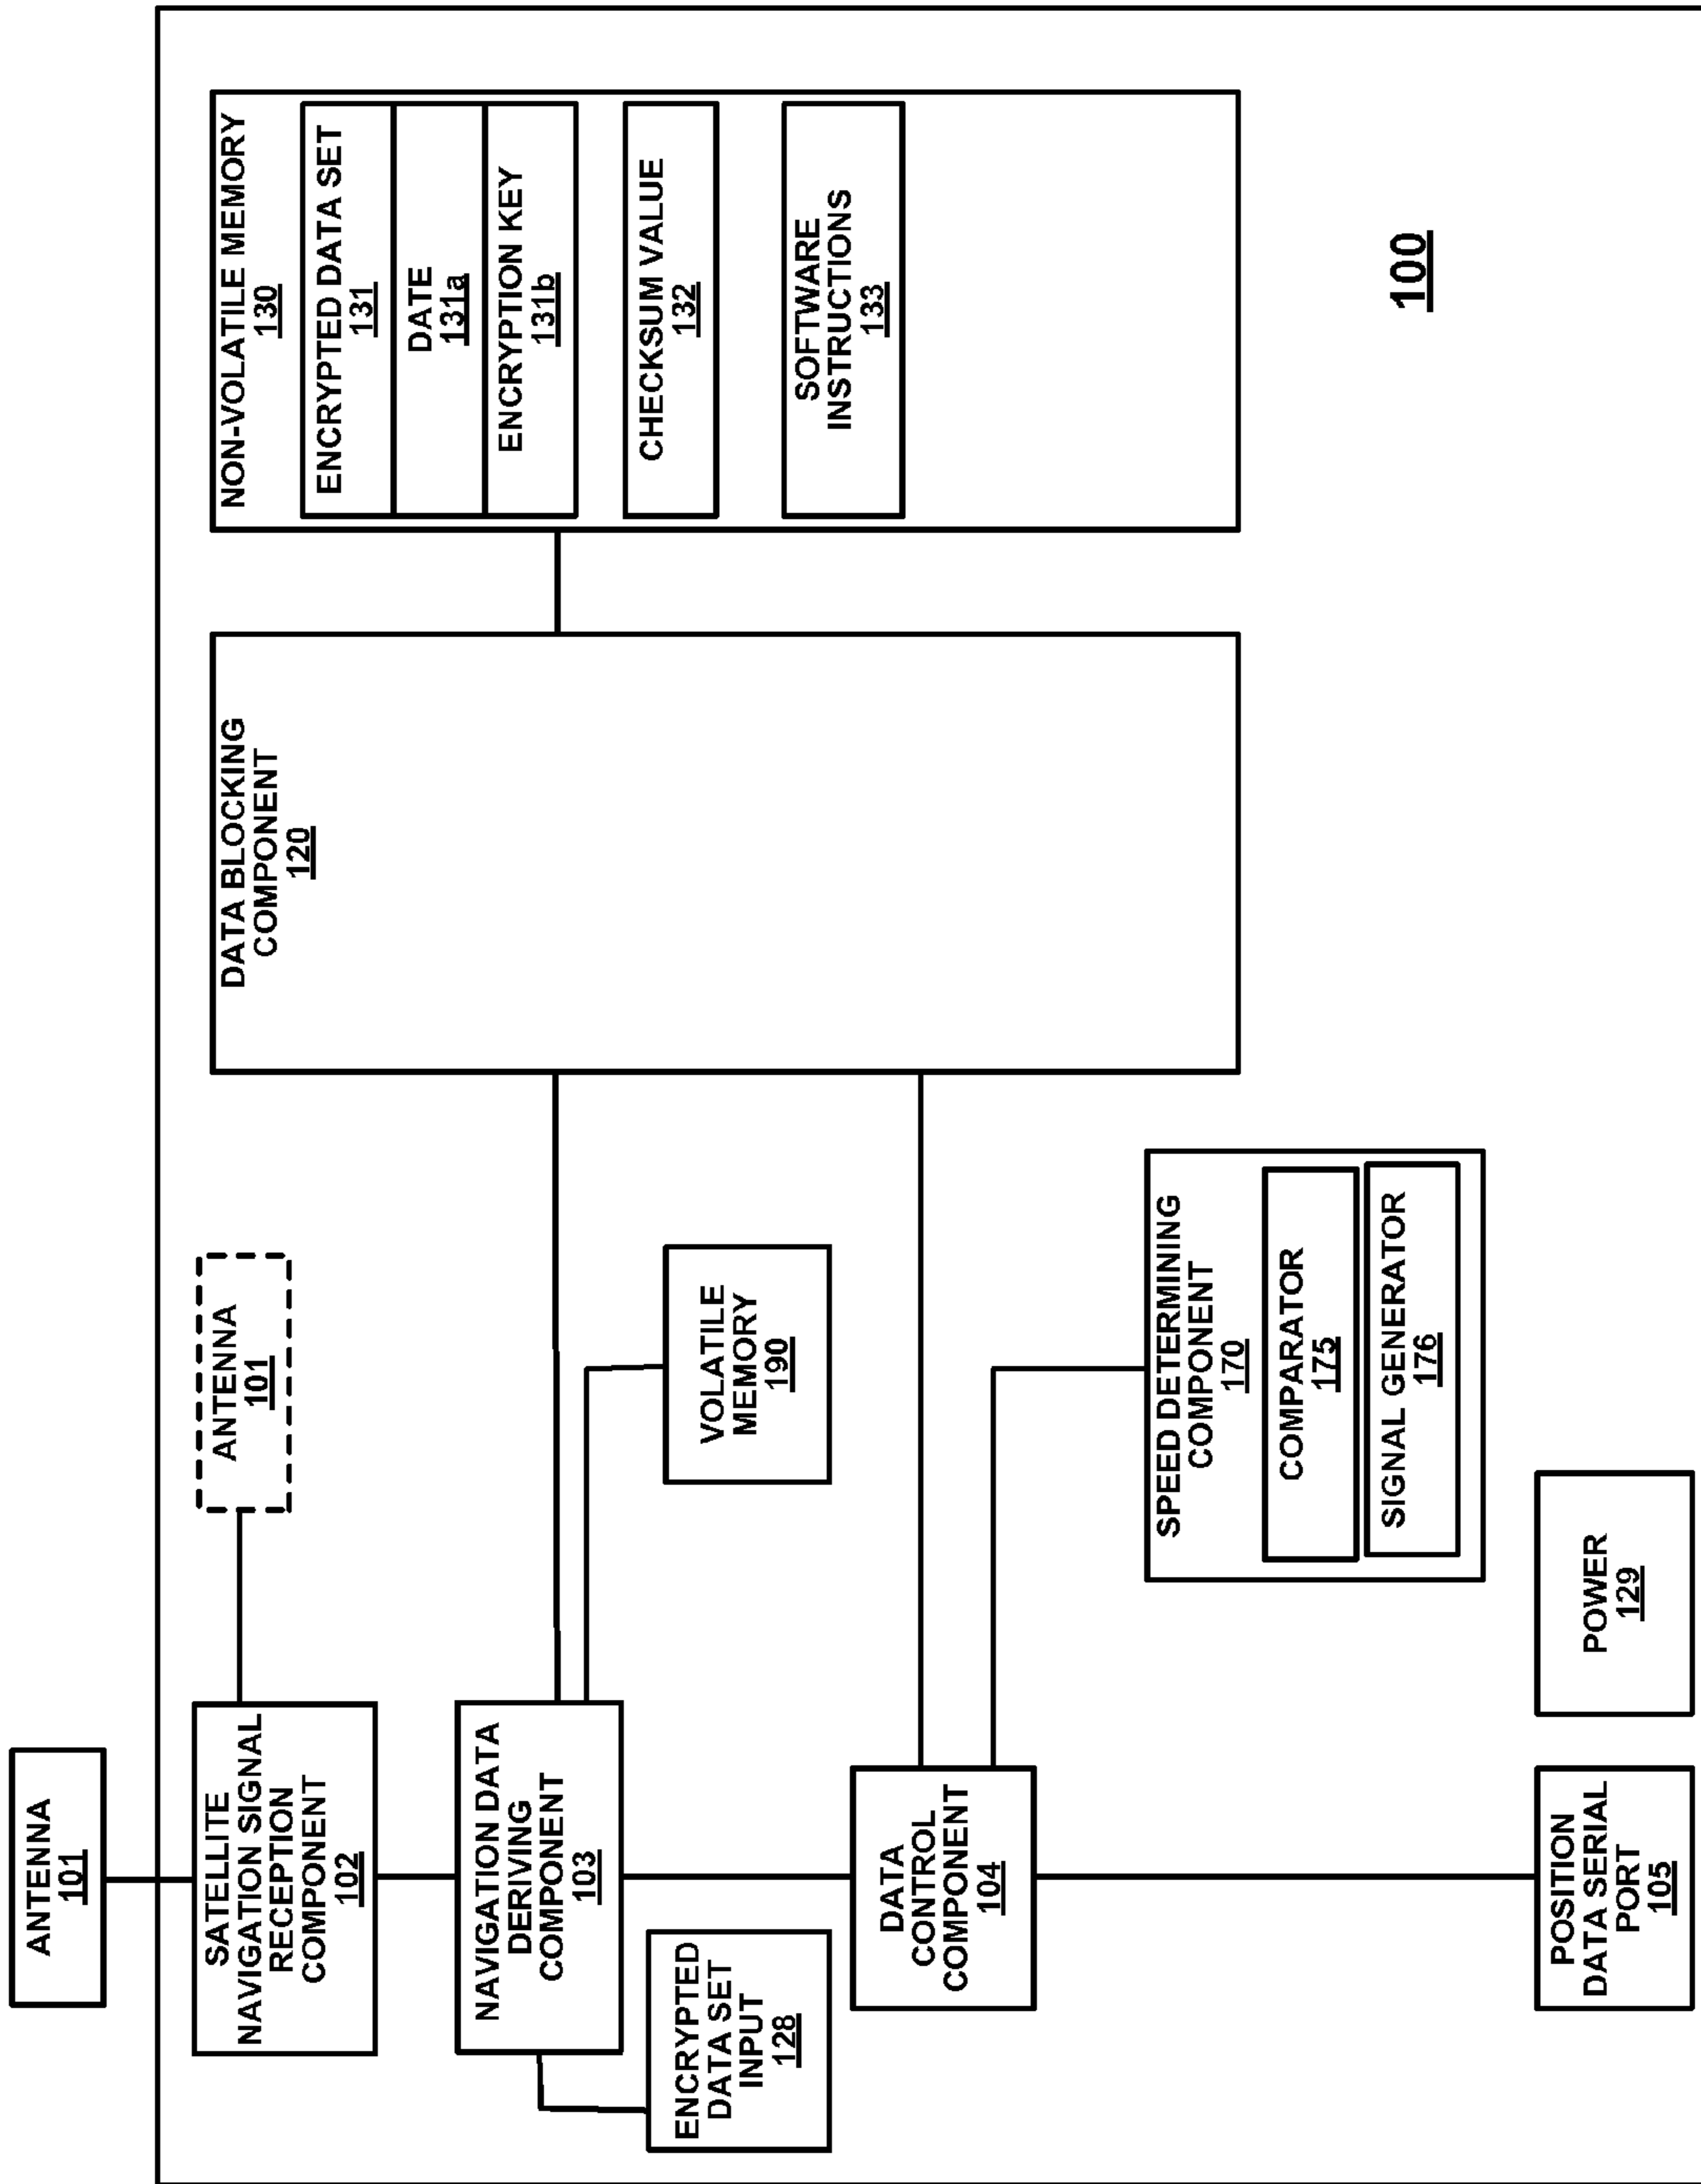 ANTENNA
101
SATELLITE
NAVIGATION SIGNAL
RECEPTION
COMPONENT
102
ANTENNA
101
NAVIGATION DATA
DERIVING
COMPONENT
103
ENCRYPTED
DATA SET
INPUT
128
VOLATILE
MEMORY
190
DATA
CONTROL
COMPONENT
104
SPEED DETERMINING
COMPONENT
170
COMPARATOR
175
SIGNAL GENERATOR
176
POSITION
DATA SERIAL
PORT
105
POWER
129
DATA BLOCKING
COMPONENT
120
NON-VOLATILE MEMORY
130
ENCRYPTED DATA SET
131
DATE
131a
ENCRYPTION KEY
131b
CHECKSUM VALUE
132
SOFTWARE
INSTRUCTIONS
133
100